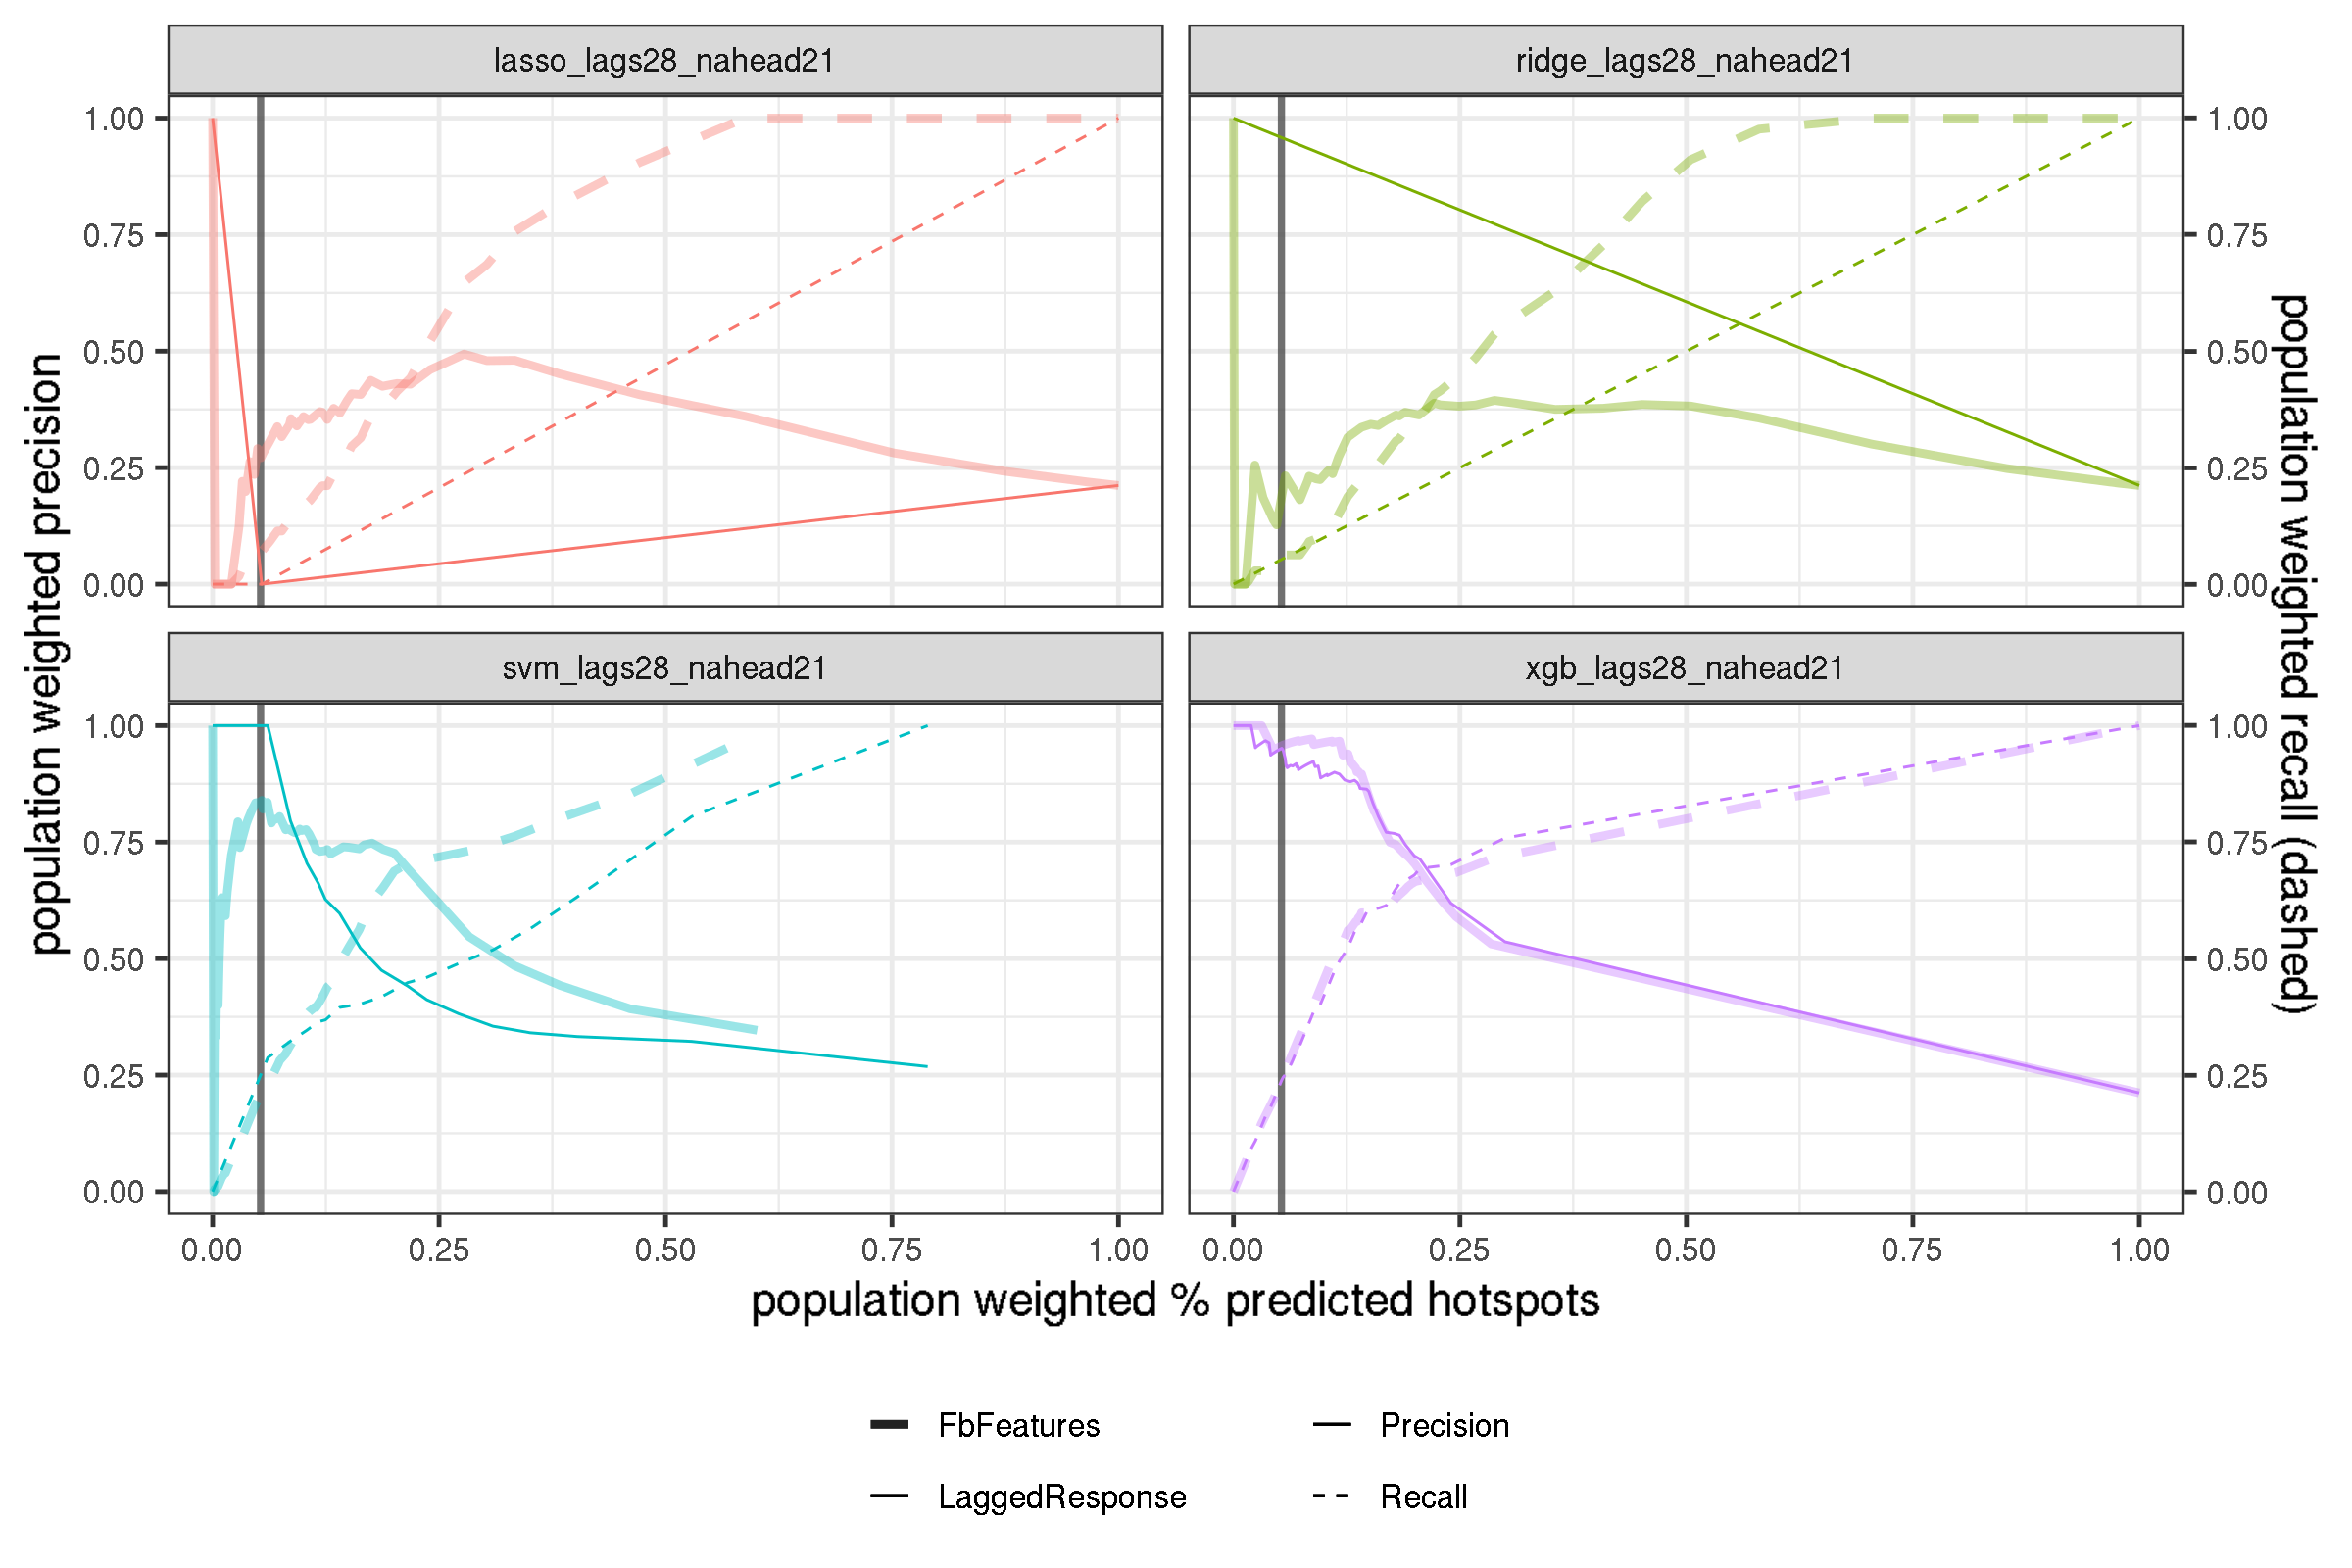 lasso_lags28_nahead21
ridge_lags28_nahead21
1.00
0.75
0.50
0.25
0.00
1.00
0.75
0.50
0.25
0.00
svm_lags28_nahead21
xgb_lags28_nahead21
1.00
0.75
0.50
0.25
0.00
1.00
0.75
0.50
0.25
0.00
0.00 0.25 0.50 0.75 1.00
0.00 0.25 0.50 0.75 1.00
population weighted precision
population weighted recall (dashed)
population weighted % predicted hotspots
FbFeatures
LaggedResponse
Precision
Recall